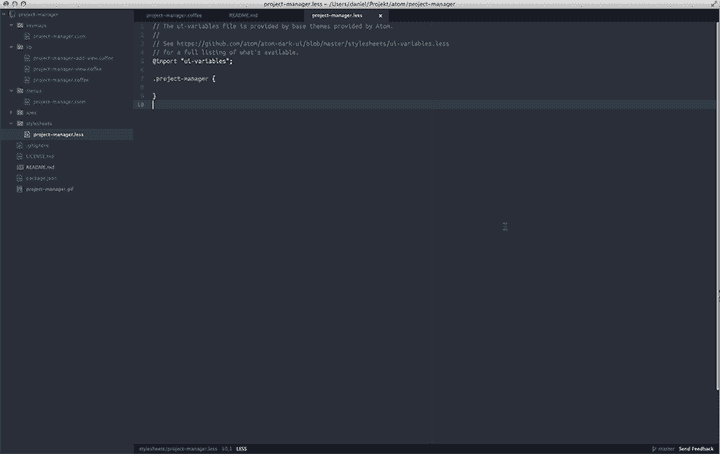 project-manager.less — /Users/daniel/Projekt/atom/project-manager
project-manager
keymaps
project-manager.cson
lib
project-manager-add-view.coffee
project-manager-view.coffee
project-manager.coffee
menus
project-manager.cson
spec
stylesheets
project-manager.less
.gitignore
LICENSE.md
README.md
package.json
project-manager.gif
project-manager.coffee
README.md
project-manager.less
1 // The ui-variables file is provided by base themes provided by Atom.
2 //
3 // See https://github.com/atom/atom-dark-ui/blob/master/stylesheets/ui-variables.less
4 // for a full listing of what's available.
5 @import "ui-variables";
6
7 .project-manager {
8
9 }
10
stylesheets/project-manager.less 10,1 LESS
master Send Feedback